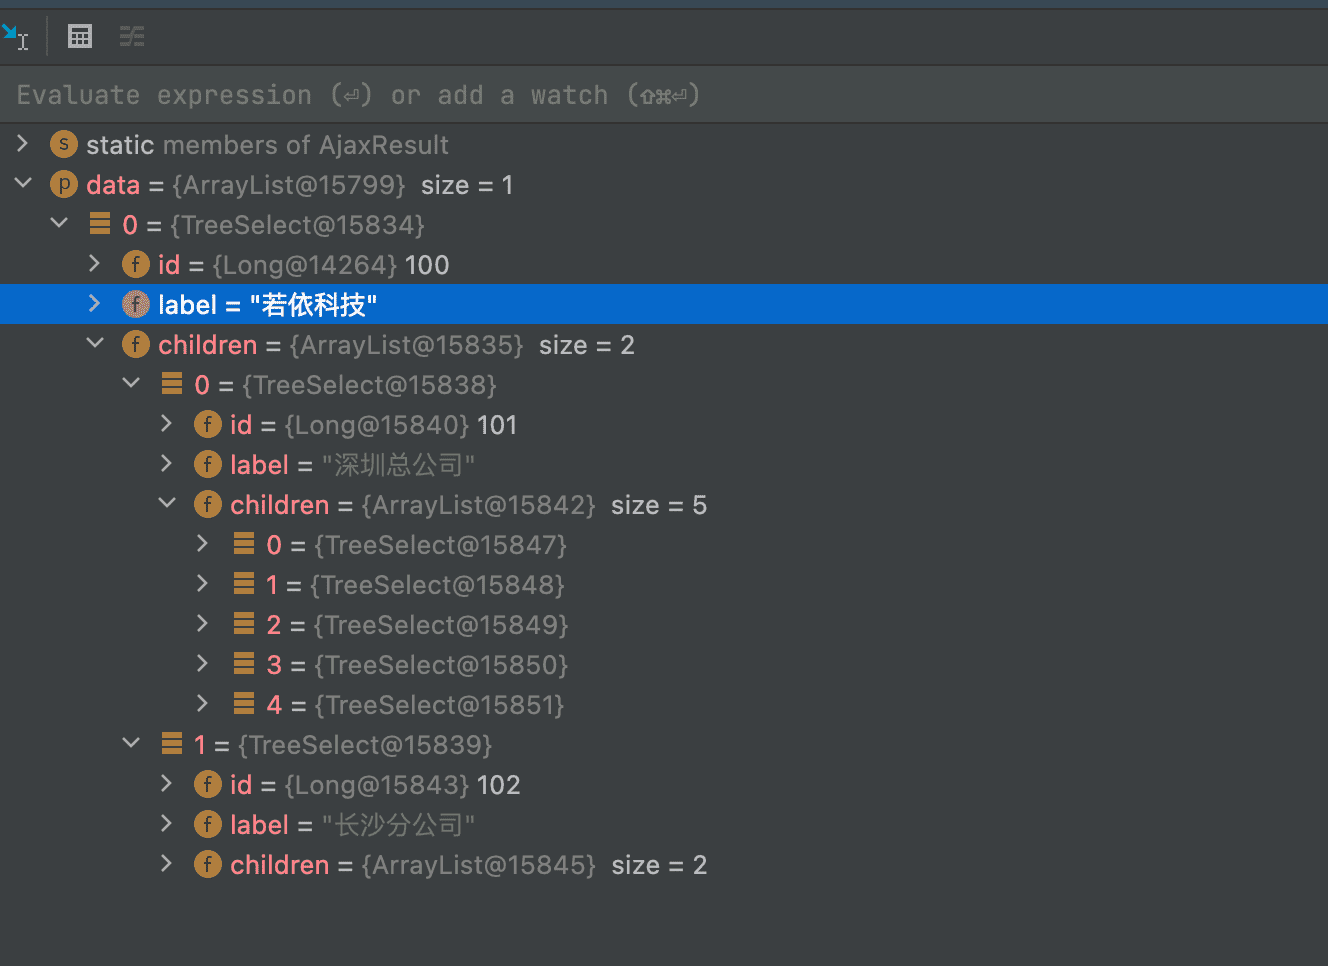 Evaluate expression (⏎) or add a watch (⇧⌘⏎)
s static members of AjaxResult
p data = {ArrayList@15799} size = 1
0 = {TreeSelect@15834}
f id = {Long@14264} 100
f label = "若依科技"
f children = {ArrayList@15835} size = 2
0 = {TreeSelect@15838}
f id = {Long@15840} 101
f label = "深圳总公司"
f children = {ArrayList@15842} size = 5
0 = {TreeSelect@15847}
1 = {TreeSelect@15848}
2 = {TreeSelect@15849}
3 = {TreeSelect@15850}
4 = {TreeSelect@15851}
1 = {TreeSelect@15839}
f id = {Long@15843} 102
f label = "长沙分公司"
f children = {ArrayList@15845} size = 2